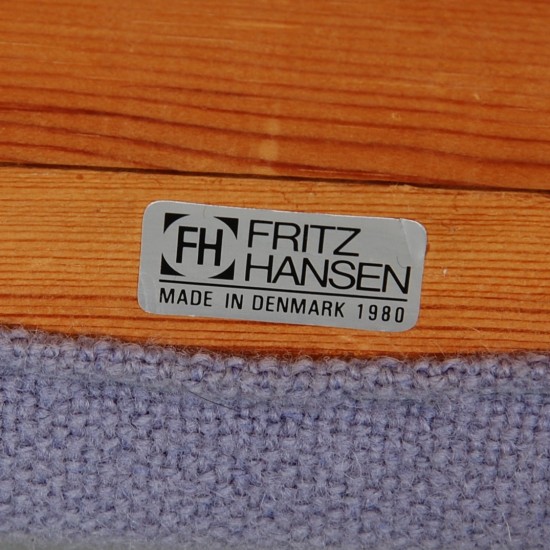 FH
FRITZ
HANSEN
MADE IN DENMARK 1980